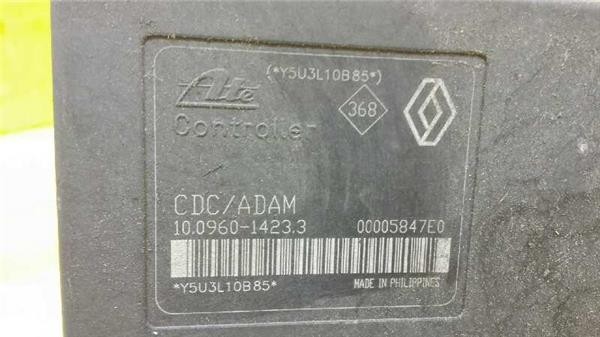 (*Y5U3L10B85*)
Ate
368
Controller
CDC/ADAM
10.0960-1423.3 00005847E0
*Y5U3L10B85*
MADE IN PHILIPPINES